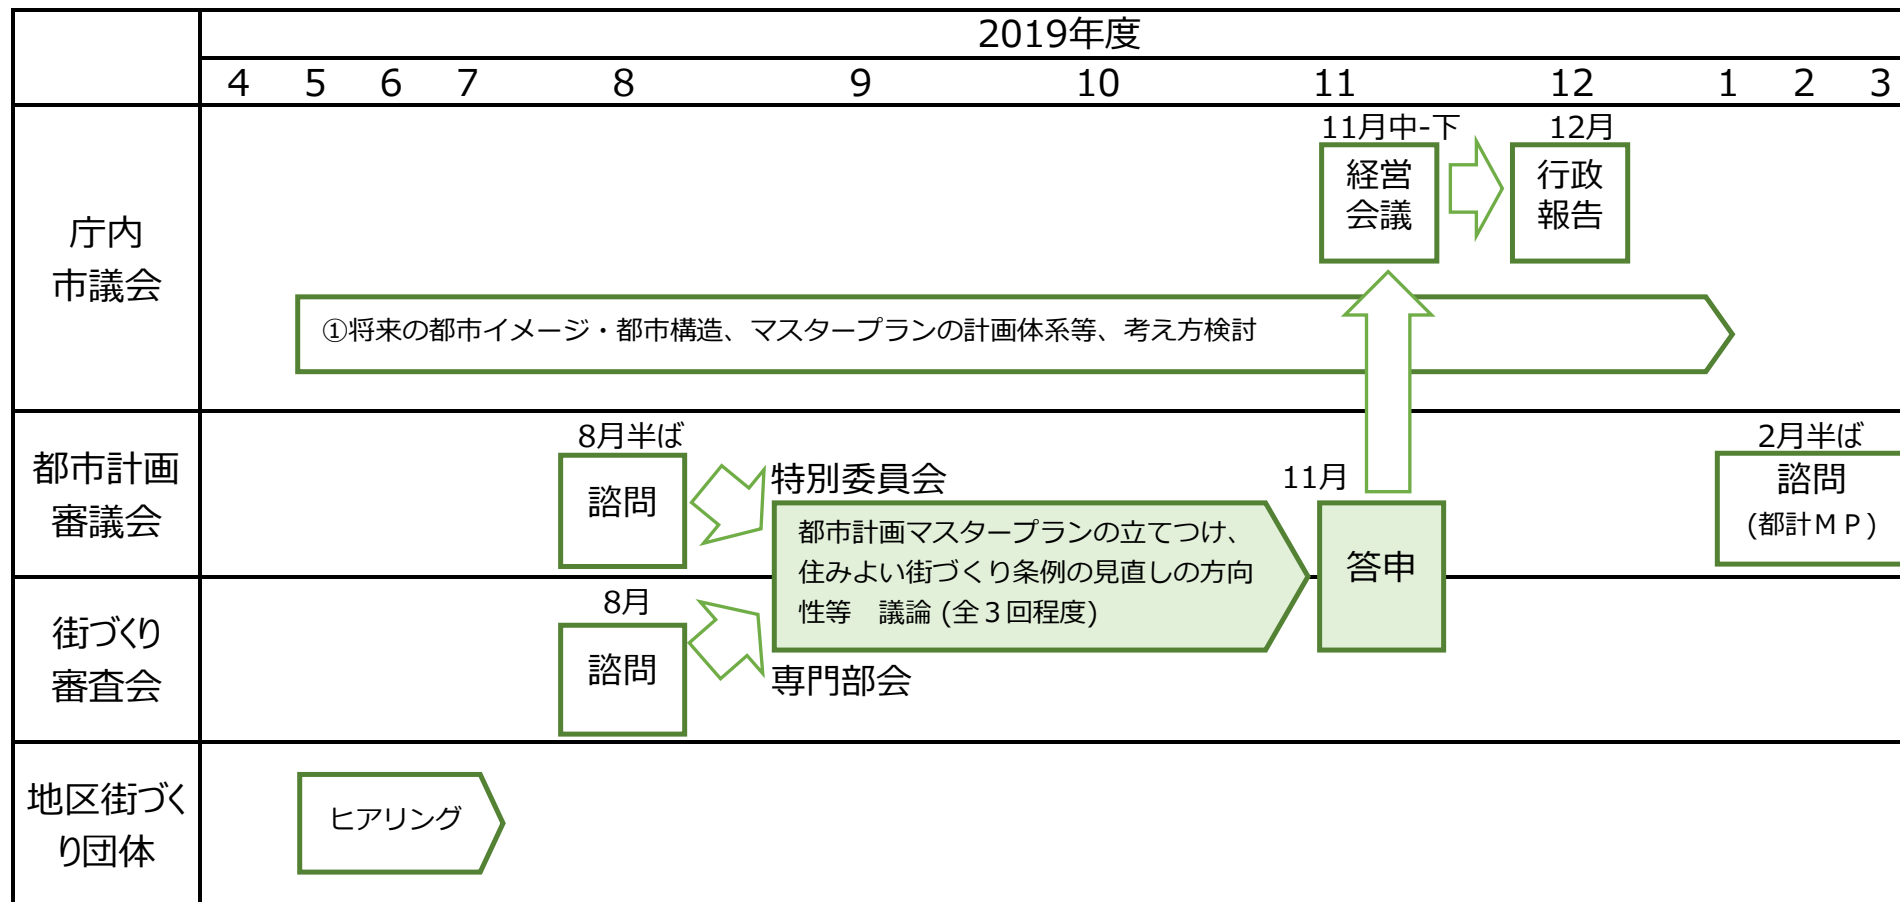 2019年度
4 5 6 7 8 9 10 11 12 1 2 3
庁内
市議会
11月中-下
経営
会議
12月
行政
報告
①将来の都市イメージ・都市構造、マスタープランの計画体系等、考え方検討
都市計画
審議会
8月半ば
諮問
特別委員会
都市計画マスタープランの立てつけ、
住みよい街づくり条例の見直しの方向
性等　議論 (全３回程度)
11月
答申
2月半ば
諮問
(都計ＭＰ)
街づくり
審査会
8月
諮問
専門部会
地区街づく
り団体
ヒアリング